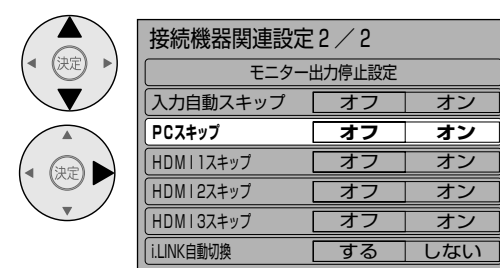 決定
決定
接続機器関連設定 2／2
モニター出力停止設定
入力自動スキップ オフ オン
PCスキップ オフ オン
HDMI1スキップ オフ オン
HDMI2スキップ オフ オン
HDMI3スキップ オフ オン
i.LINK自動切換 する しない